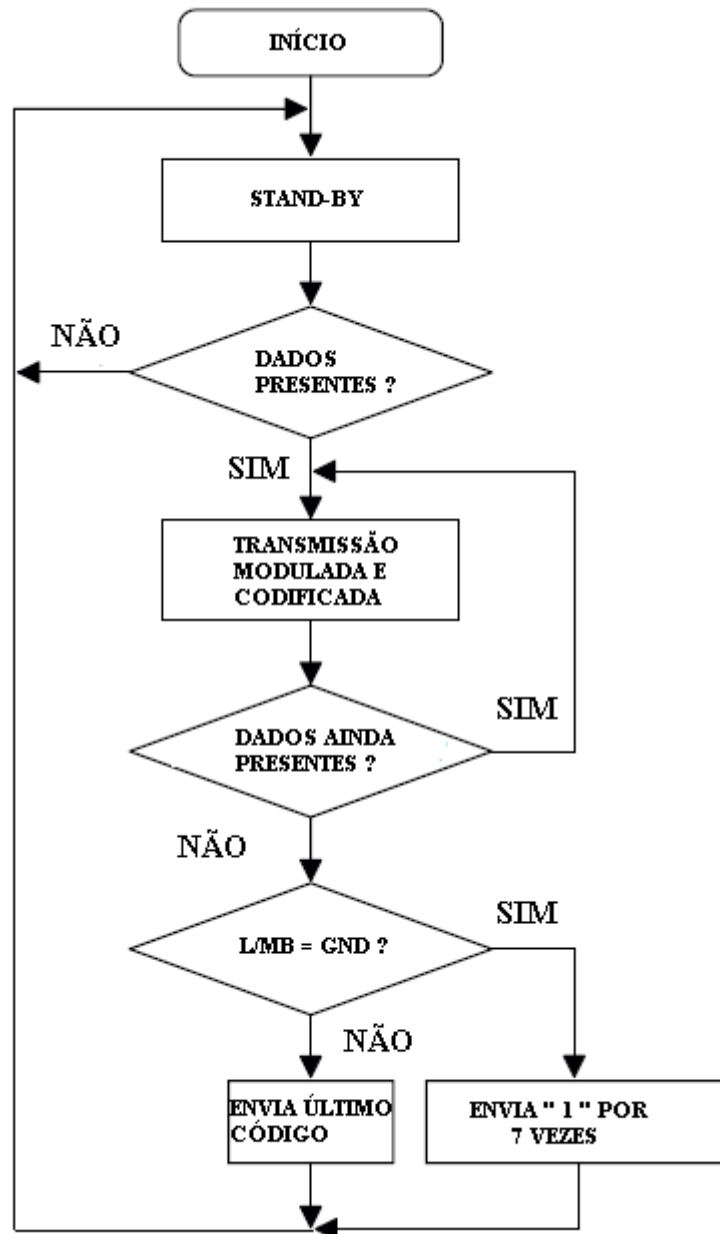 INÍCIO
STAND-BY
NÃO
DADOS
PRESENTES ?
SIM
TRANSMISSÃO
MODULADA E
CODIFICADA
SIM
DADOS AINDA
PRESENTES ?
NÃO
SIM
L/MB = GND ?
NÃO
ENVIA ÚLTIMO
CÓDIGO
ENVIA " 1 " POR
7 VEZES